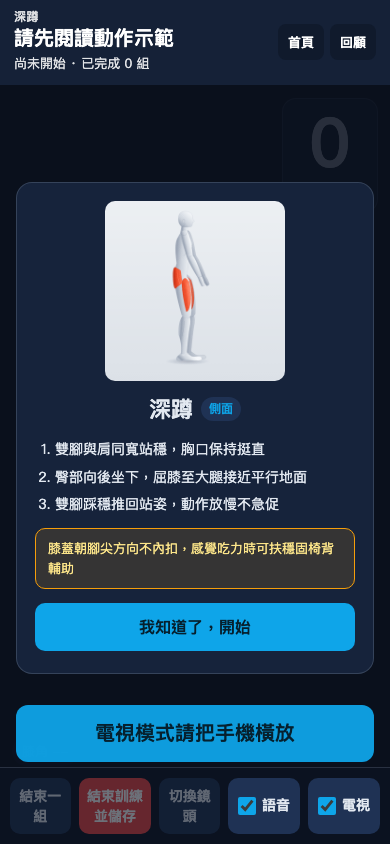 深蹲
請先閱讀動作示範
尚未開始・已完成 0 組
首頁
回顧
0
深蹲
側面
1. 雙腳與肩同寬站穩，胸口保持挺直
2. 臀部向後坐下，屈膝至大腿接近平行地面
3. 雙腳踩穩推回站姿，動作放慢不急促
膝蓋朝腳尖方向不內扣，感覺吃力時可扶穩固椅背
輔助
我知道了，開始
電視模式請把手機橫放
結束一
組
結束訓練
並儲存
切換鏡
頭
語音
電視